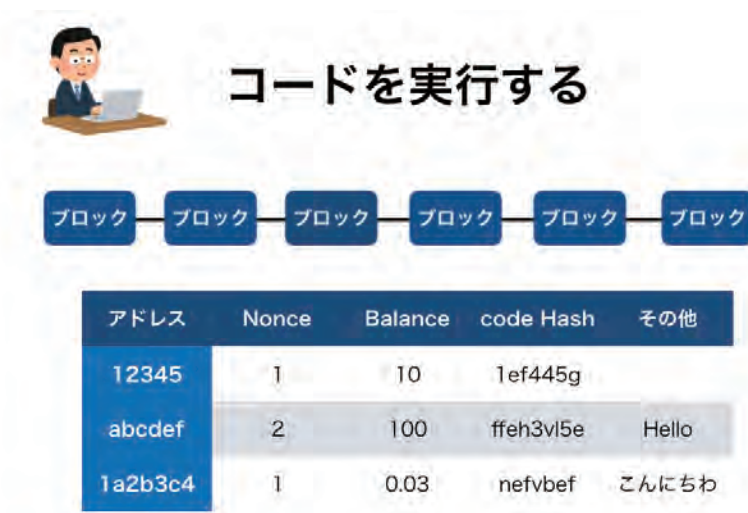 コードを実行する
ブロック ブロック ブロック ブロック ブロック ブロック
アドレス Nonce Balance code Hash その他
12345 1 10 1ef445g
abcdef 2 100 ffeh3vl5e Hello
1a2b3c4 1 0.03 nefvbef こんにちわ